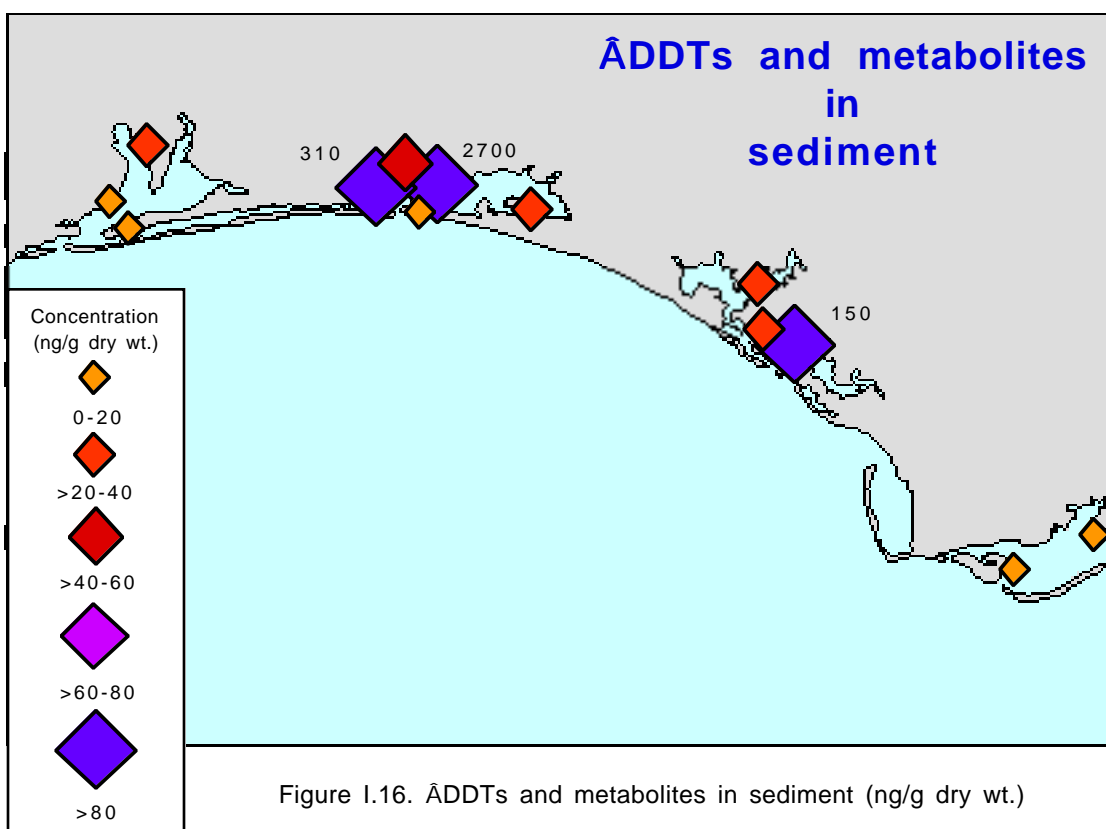 ÂDDTs and metabolites
in
sediment
310
2700
150
Concentration
(ng/g dry wt.)
0-20
>20-40
>40-60
>60-80
>80
Figure I.16. ÂDDTs and metabolites in sediment (ng/g dry wt.)